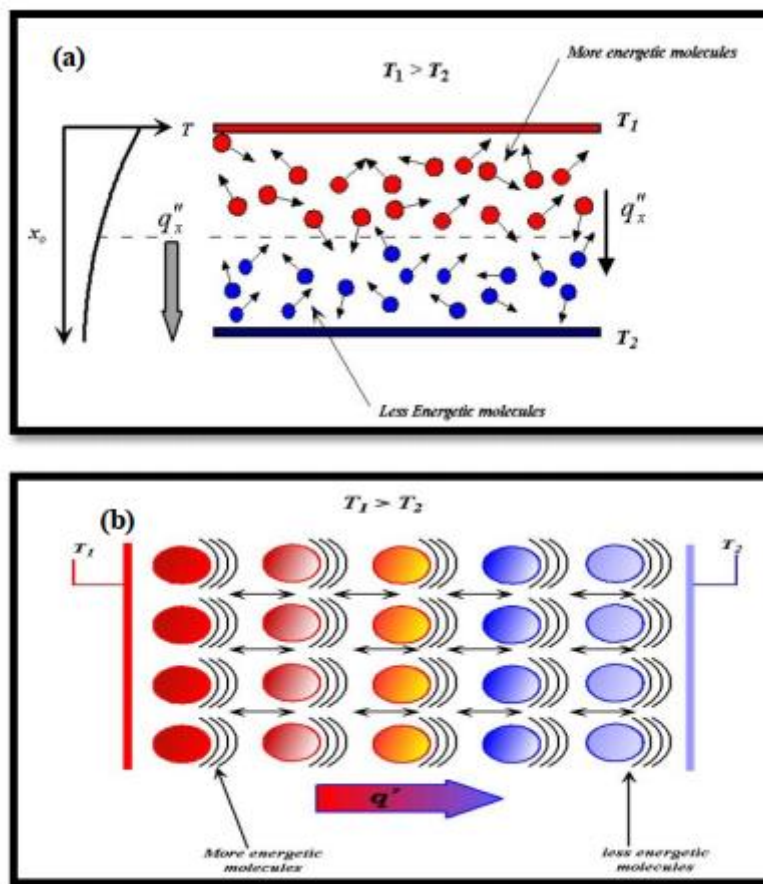 (a)
More energetic molecules
T₁ > T₂
T
T₁
q″ₓ
q″ₓ
xₒ
T₂
Less Energetic molecules
(b)
T₁ > T₂
T₁
T₂
q″
More energetic
molecules
less energetic
molecules